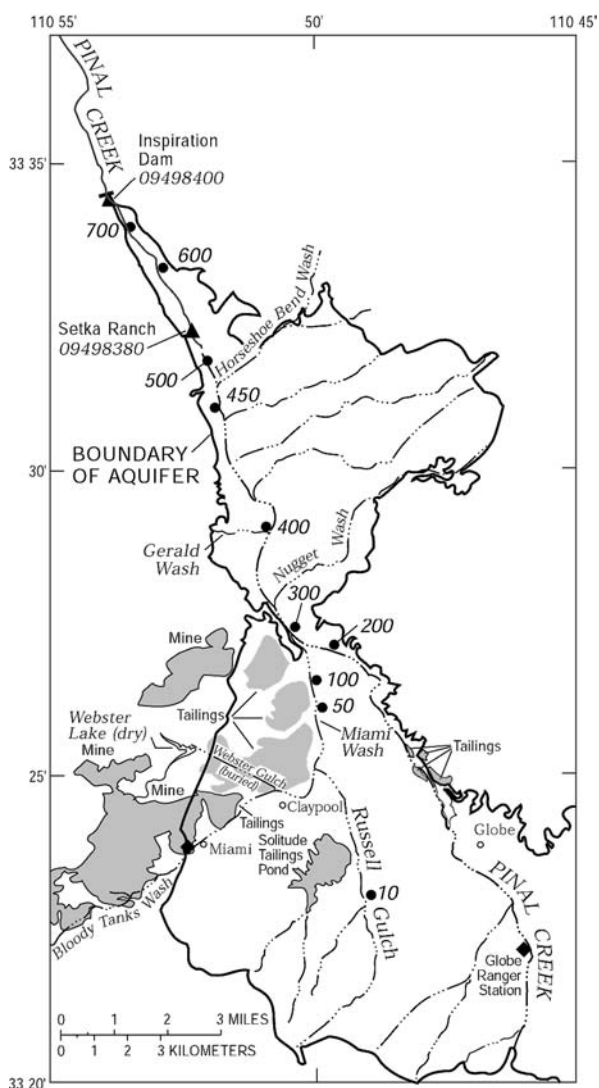 110 55'
50'
110 45'
PINAL
CREEK
33 35'
Inspiration
Dam
09498400
700
600
Horseshoe Bend Wash
Setka Ranch
09498380
500
450
BOUNDARY
OF AQUIFER
30'
400
Gerald
Wash
Nugget
Wash
300
200
Mine
100
50
Tailings
Miami
Wash
Webster
Lake (dry)
Mine
Tailings
25'
Webster Gulch
(buried)
Mine
Claypool
Tailings
Globe
Miami
Solitude
Tailings
Pond
Russell
Gulch
10
Bloody Tanks Wash
PINAL
CREEK
Globe
Ranger
Station
0 1 2 3 MILES
0 1 2 3 KILOMETERS
33 20'